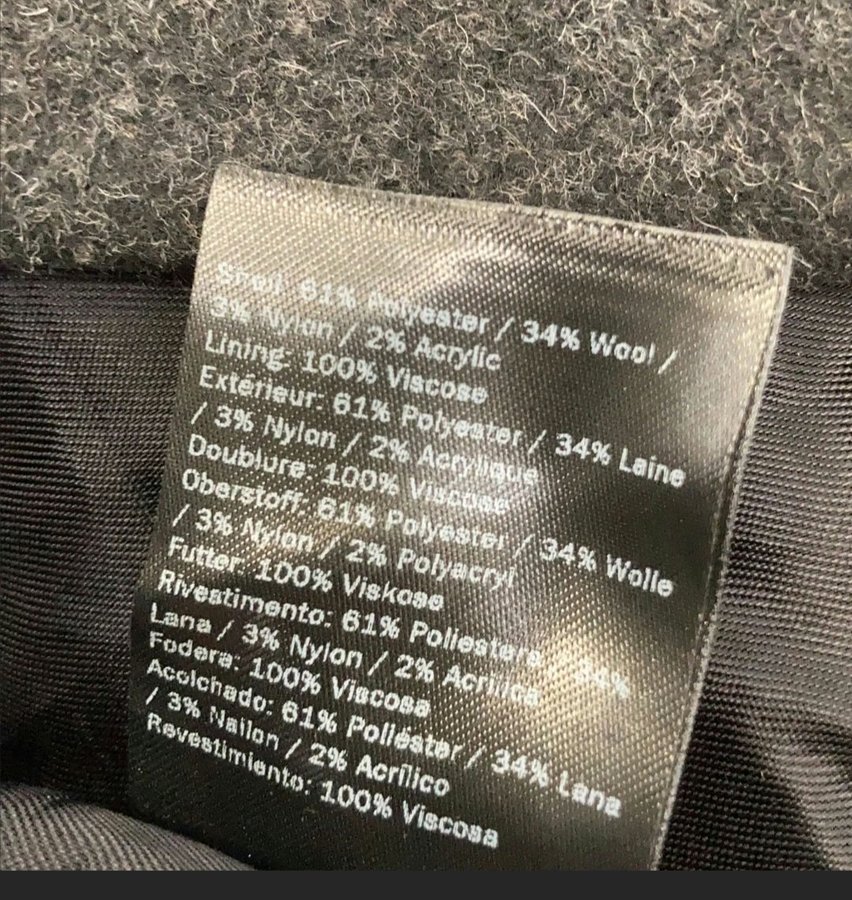 Shell: 61% Polyester / 34% Wool /
3% Nylon / 2% Acrylic
Lining: 100% Viscose
Extérieur: 61% Polyester / 34% Laine
/ 3% Nylon / 2% Acrylique
Doublure: 100% Viscose
Oberstoff: 61% Polyester / 34% Wolle
/ 3% Nylon / 2% Polyacryl
Futter: 100% Viskose
Rivestimento: 61% Poliestere / 34%
Lana / 3% Nylon / 2% Acrilica
Fodera: 100% Viscosa
Acolchado: 61% Poliéster / 34% Lana
/ 3% Nailon / 2% Acrílico
Revestimiento: 100% Viscosa